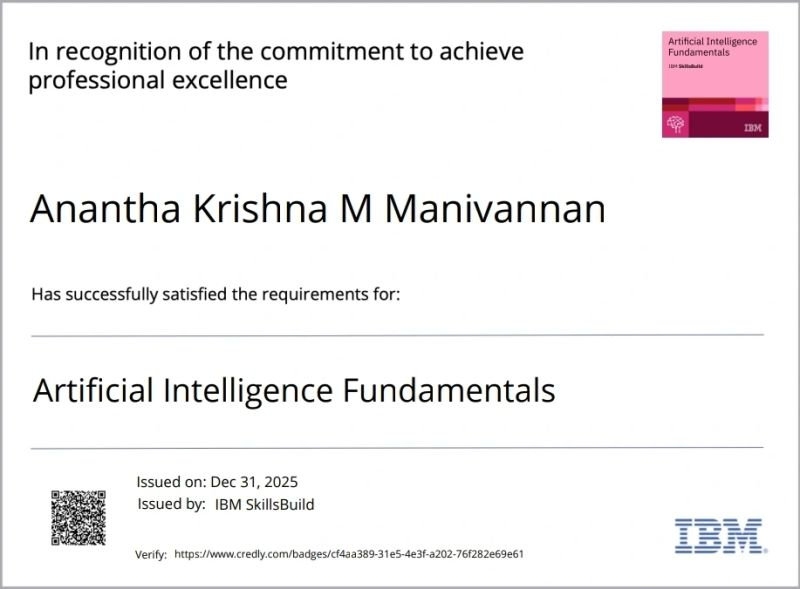 In recognition of the commitment to achieve
professional excellence
Artificial Intelligence
Fundamentals
IBM SkillsBuild
IBM
Anantha Krishna M Manivannan
Has successfully satisfied the requirements for:
Artificial Intelligence Fundamentals
Issued on: Dec 31, 2025
Issued by: IBM SkillsBuild
Verify: https://www.credly.com/badges/cf4aa389-31e5-4e3f-a202-76f282e69e61
IBM®